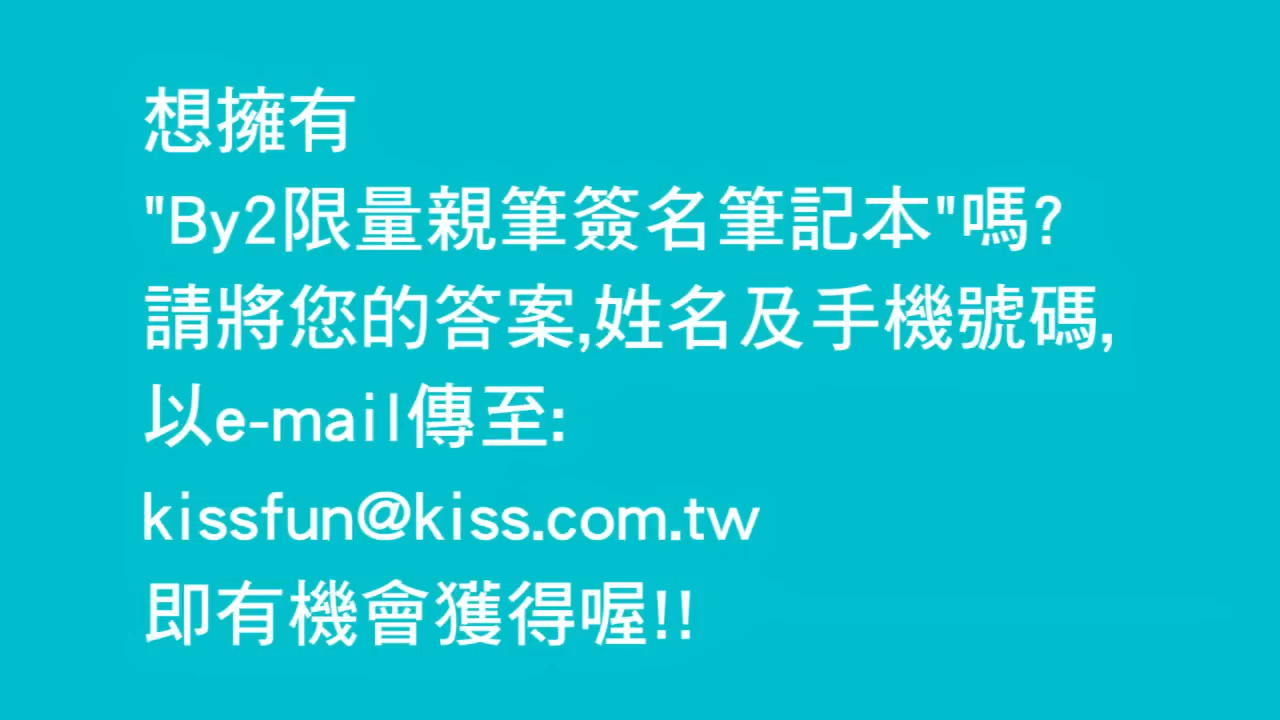 想擁有
"By2限量親筆簽名筆記本"嗎?
請將您的答案,姓名及手機號碼,
以e-mail傳至:
kissfun@kiss.com.tw
即有機會獲得喔!!